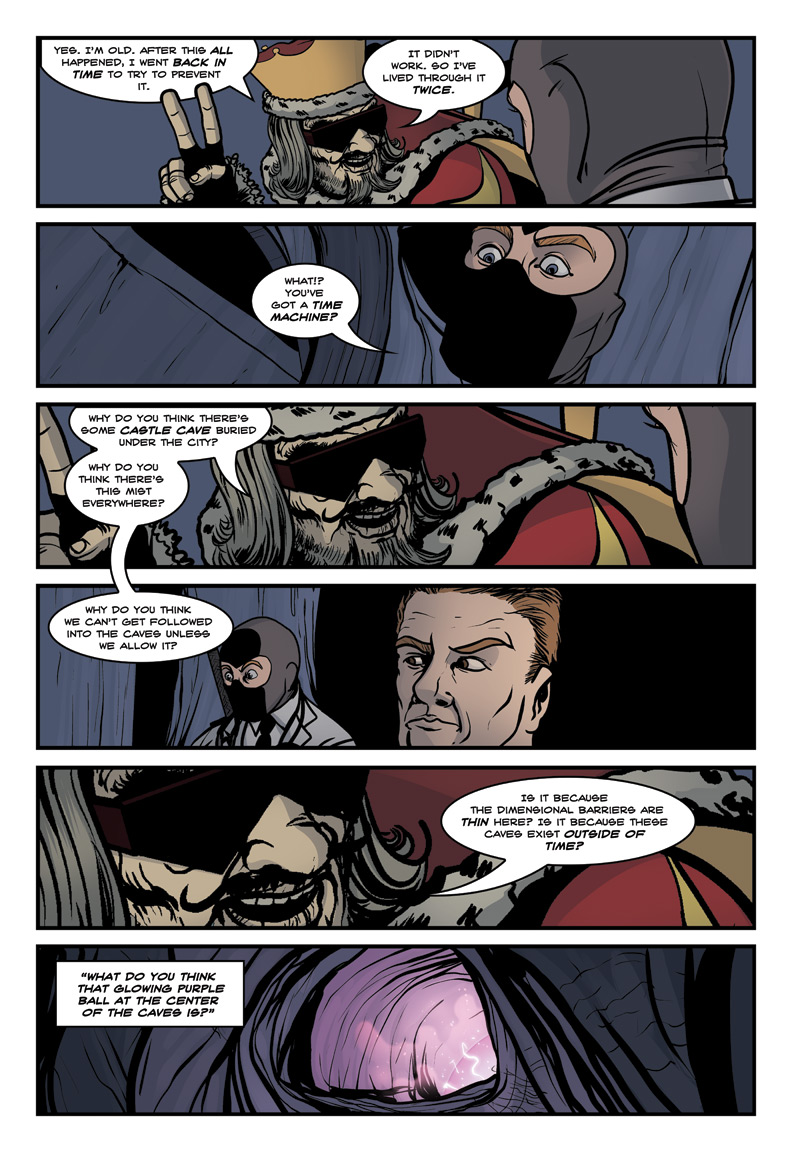 YES. I'M OLD. AFTER THIS ALL
HAPPENED, I WENT BACK IN
TIME TO TRY TO PREVENT
IT.
IT DIDN'T
WORK. SO I'VE
LIVED THROUGH IT
TWICE.
WHAT!?
YOU'VE
GOT A TIME
MACHINE?
WHY DO YOU THINK THERE'S
SOME CASTLE CAVE BURIED
UNDER THE CITY?
WHY DO YOU
THINK THERE'S
THIS MIST
EVERYWHERE?
WHY DO YOU THINK
WE CAN'T GET FOLLOWED
INTO THE CAVES UNLESS
WE ALLOW IT?
IS IT BECAUSE
THE DIMENSIONAL BARRIERS ARE
THIN HERE? IS IT BECAUSE THESE
CAVES EXIST OUTSIDE OF
TIME?
"WHAT DO YOU THINK
THAT GLOWING PURPLE
BALL AT THE CENTER
OF THE CAVES IS?"